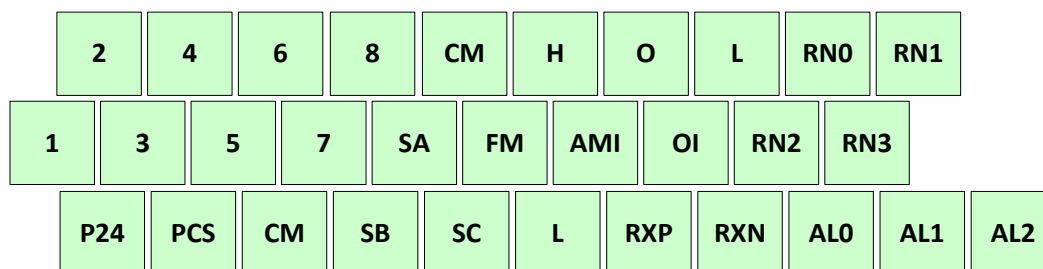 2 4 6 8 CM H O L RN0 RN1
1 3 5 7 SA FM AMI OI RN2 RN3
P24 PCS CM SB SC L RXP RXN AL0 AL1 AL2